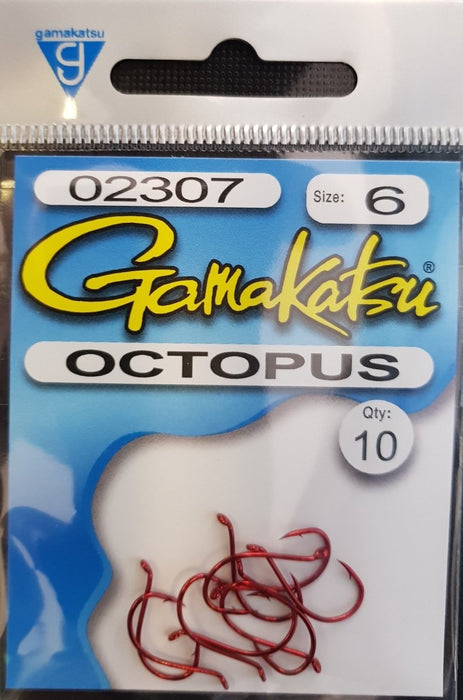 gamakatsu
g
02307
Size: 6
Gamakatsu®
OCTOPUS
Qty:
10